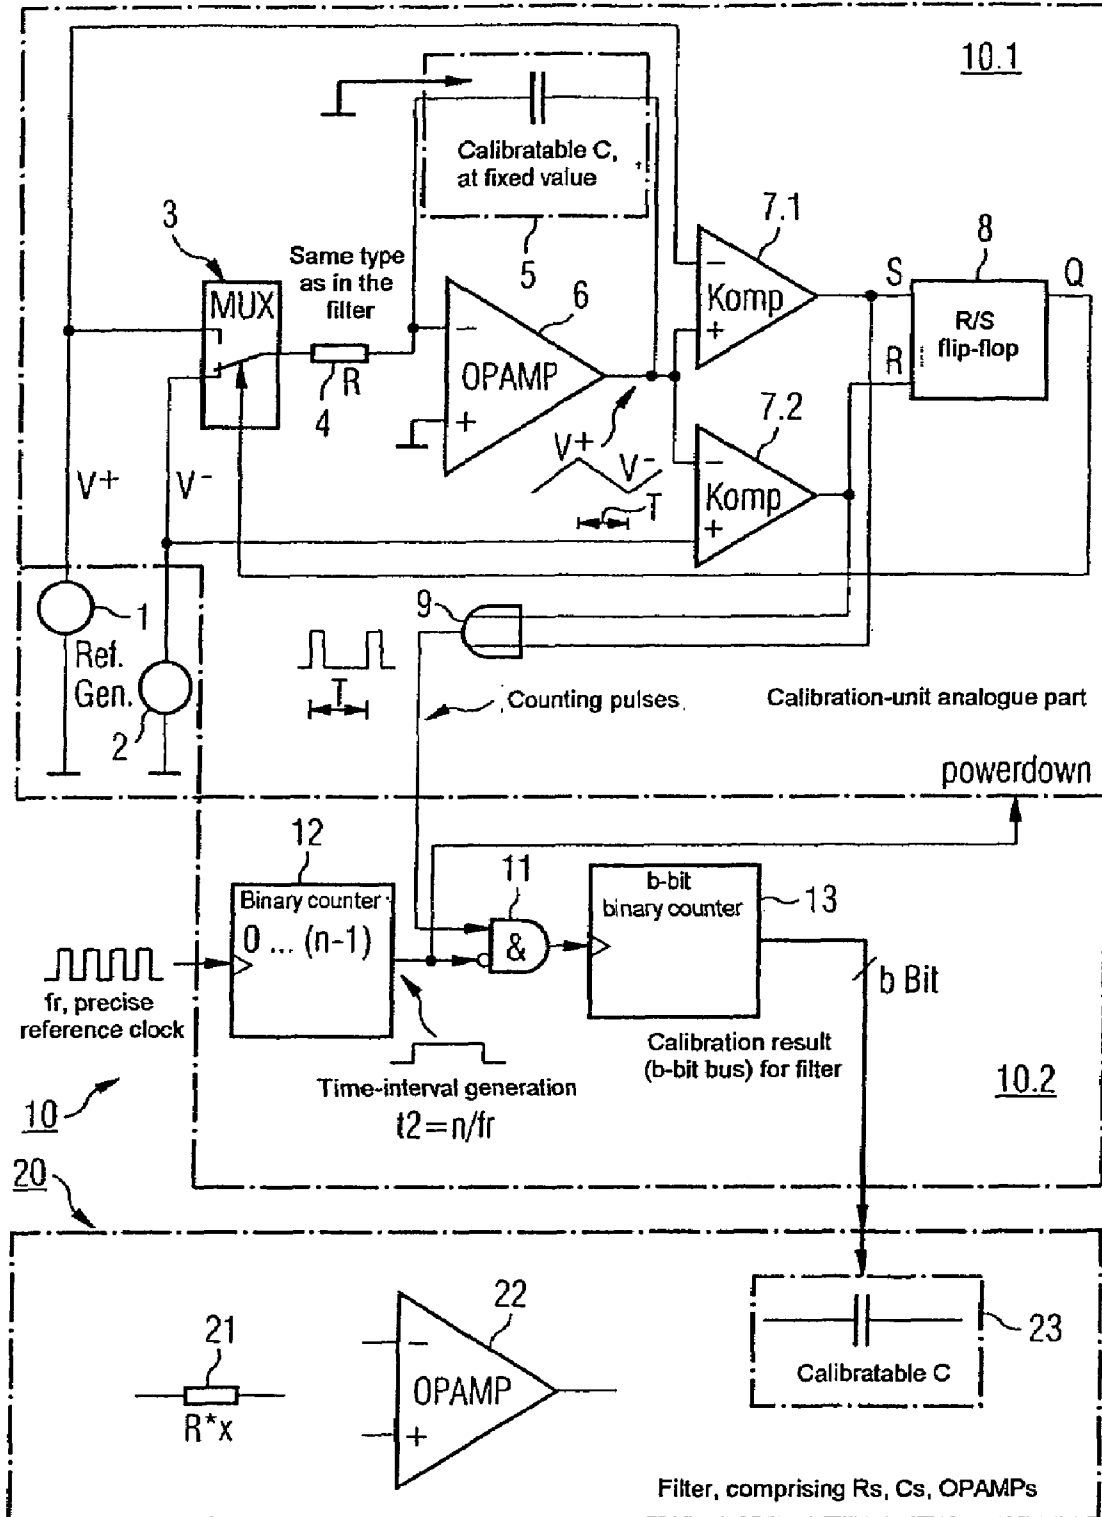 10.1
Calibratable C,
at fixed value
3
5
7.1
8
Same type
as in the
filter
MUX
6
Komp
S
Q
R/S
flip-flop
R
OPAMP
R
4
7.2
V+
V-
T
Komp
V+
V-
1
9
Ref.
Gen.
2
T
Counting pulses
Calibration-unit analogue part
powerdown
12
11
Binary counter
0 ... (n-1)
b-bit
binary counter
13
&
b Bit
fr, precise
reference clock
Calibration result
(b-bit bus) for filter
Time-interval generation
t2=n/fr
10.2
10
20
21
R*x
22
OPAMP
23
Calibratable C
Filter, comprising Rs, Cs, OPAMPs